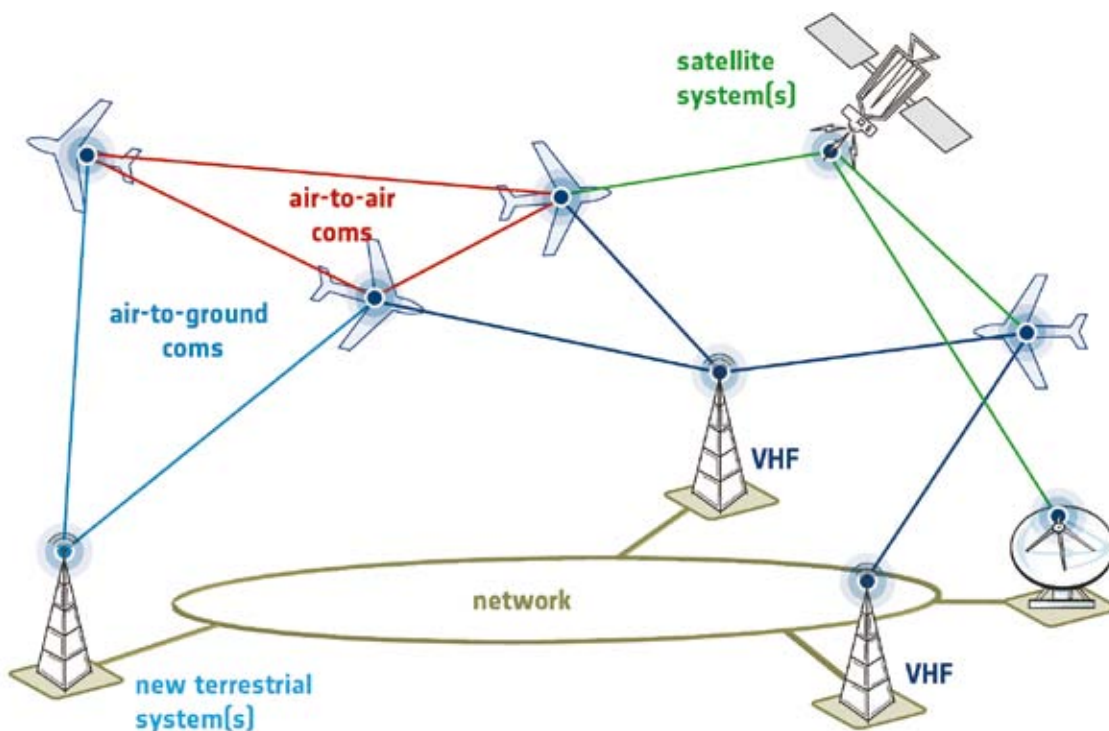 satellite
system(s)
air-to-air
coms
air-to-ground
coms
VHF
network
VHF
new terrestrial
system(s)